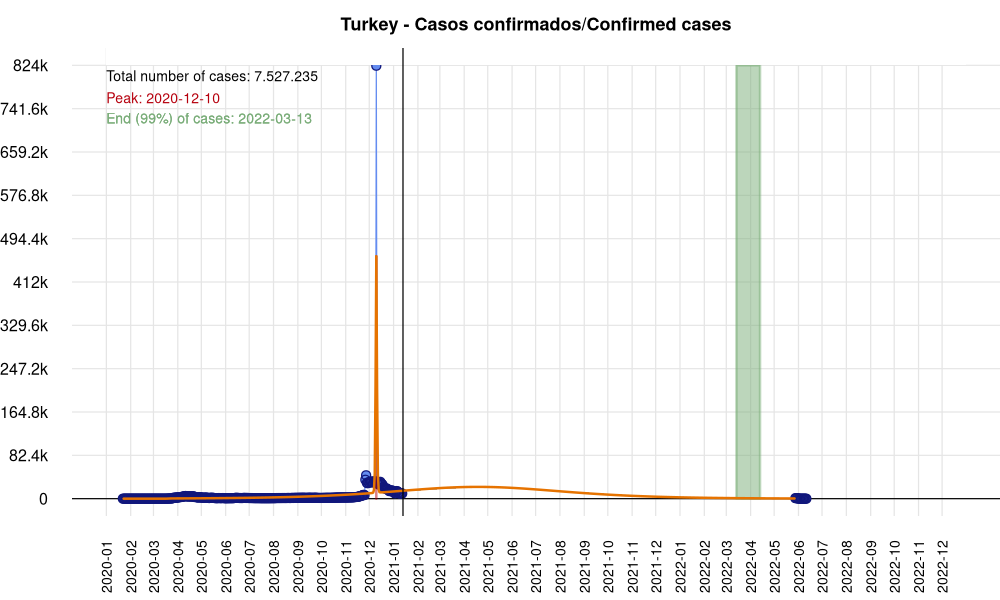 Turkey - Casos confirmados/Confirmed cases
824k
741.6k
659.2k
576.8k
494.4k
412k
329.6k
247.2k
164.8k
82.4k
0
Total number of cases: 7.527.235
Peak: 2020-12-10
End (99%) of cases: 2022-03-13
2020-01
2020-02
2020-03
2020-04
2020-05
2020-06
2020-07
2020-08
2020-09
2020-10
2020-11
2020-12
2021-01
2021-03
2021-04
2021-05
2021-06
2021-07
2021-08
2021-09
2021-10
2021-11
2021-12
2022-01
2022-02
2022-03
2022-04
2022-05
2022-06
2022-07
2022-08
2022-09
2022-10
2022-11
2022-12